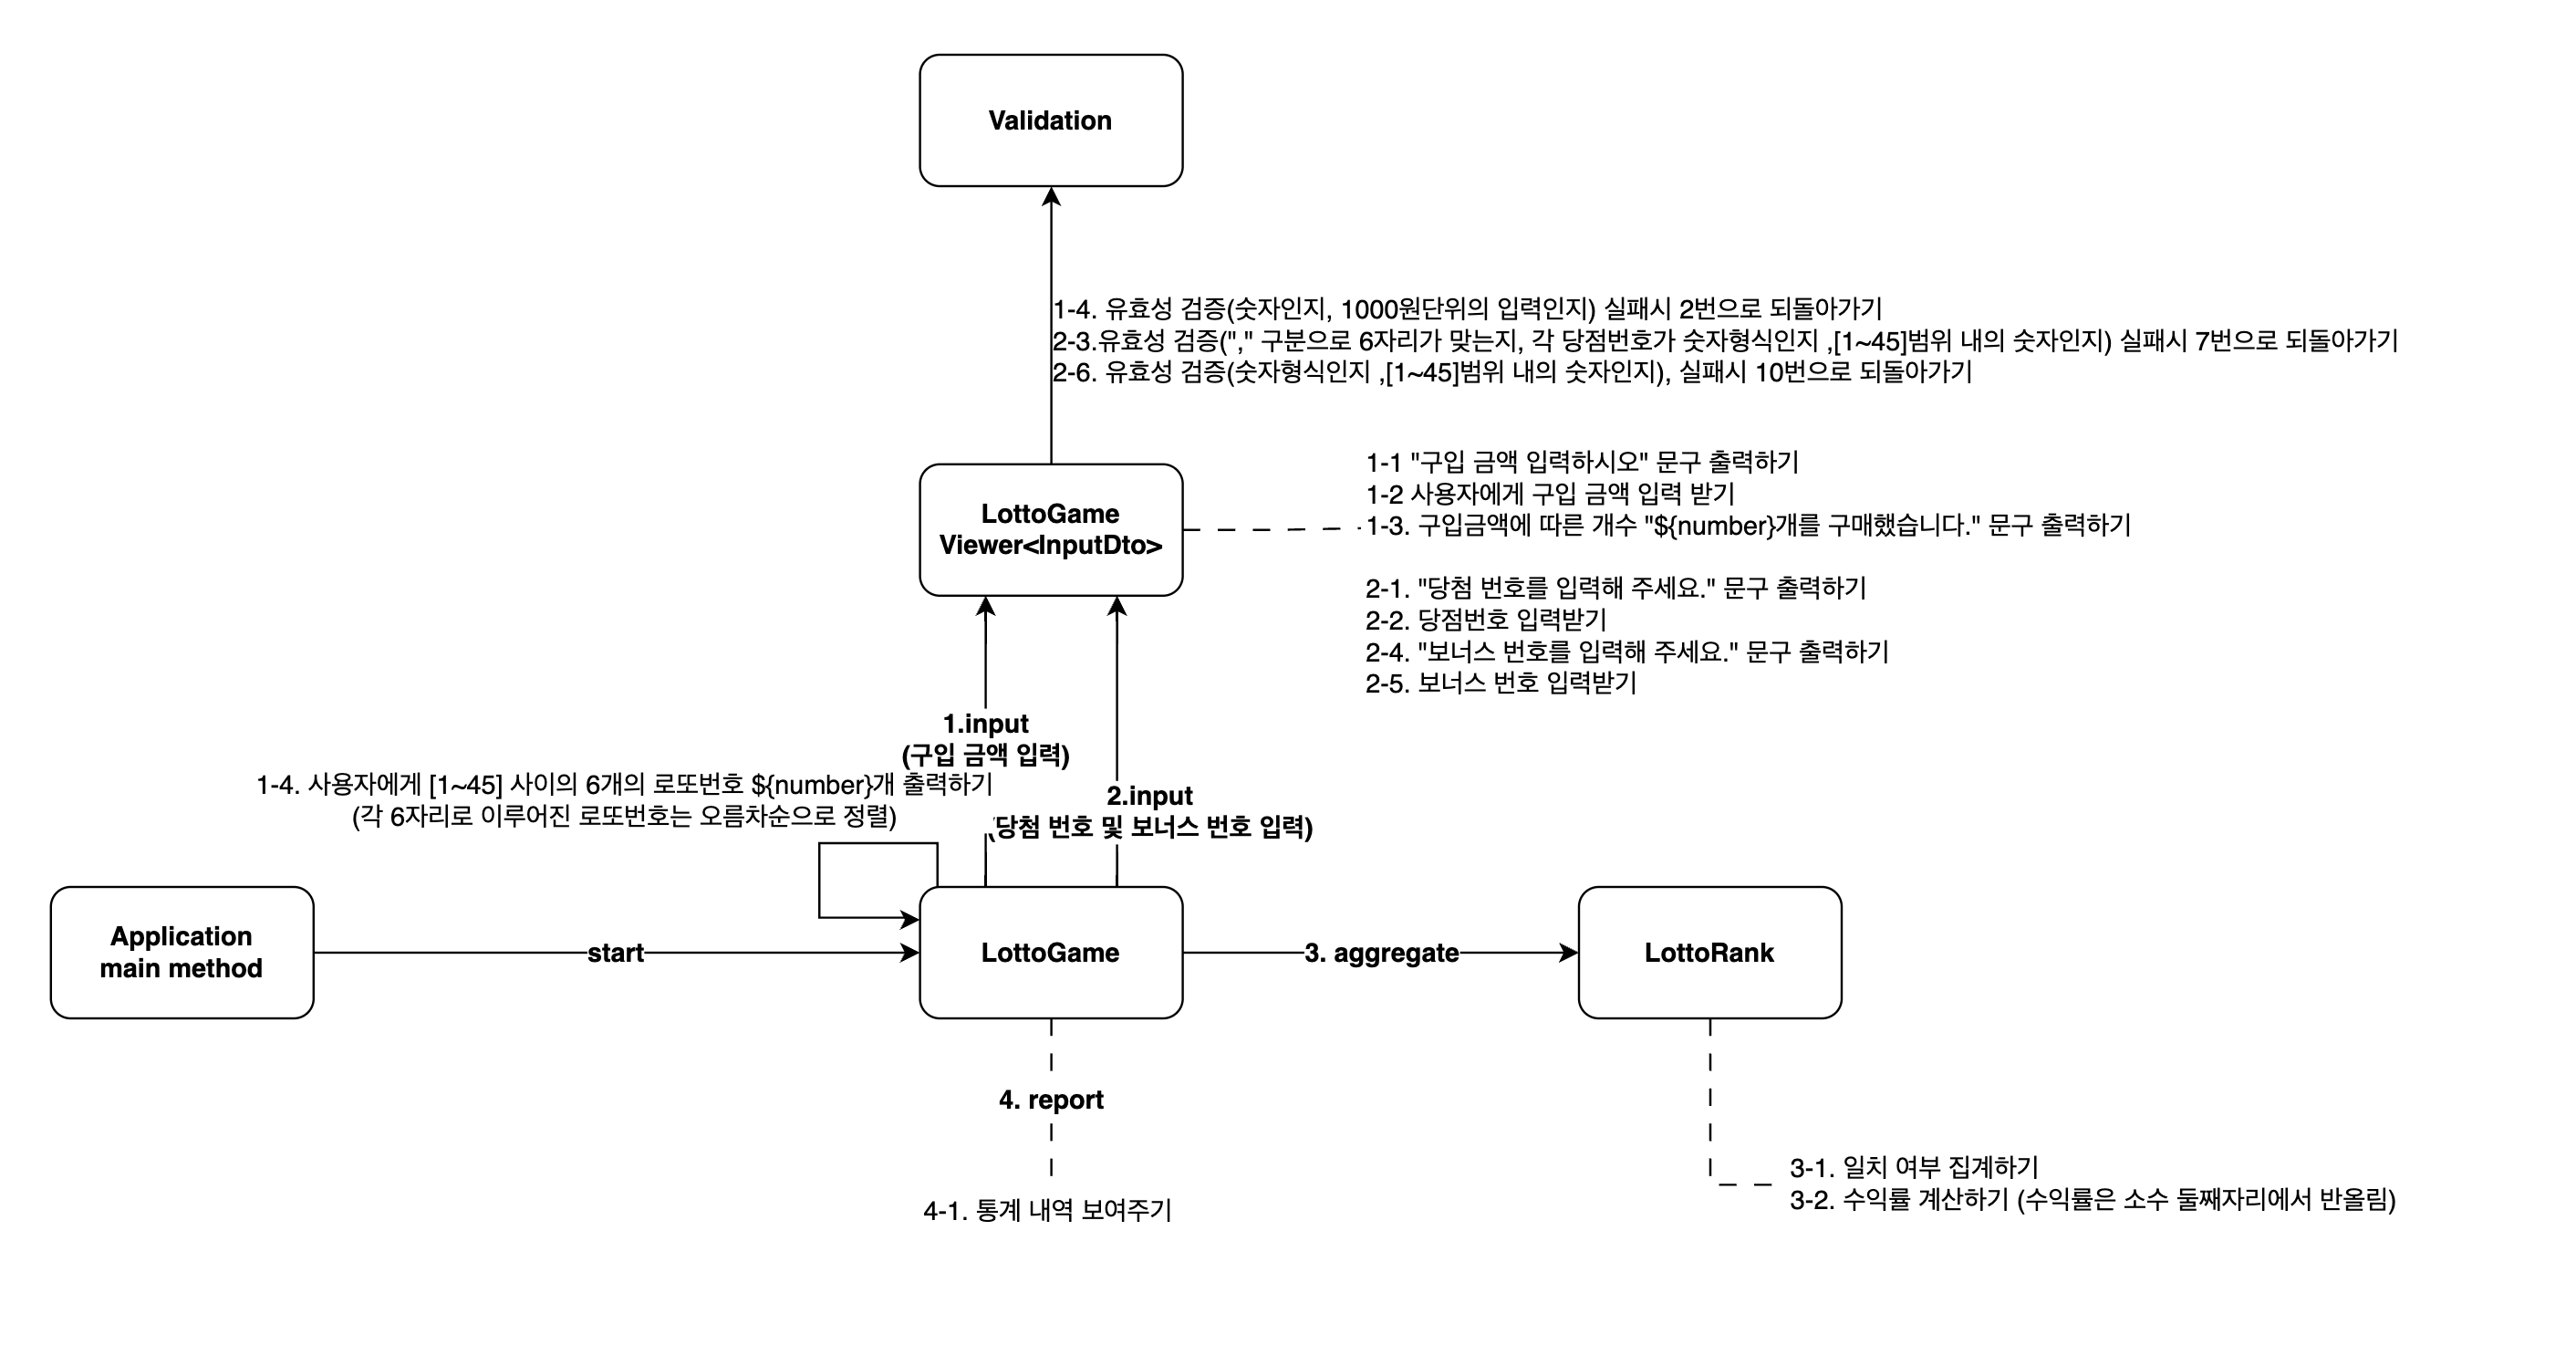 Validation
1-4. 유효성 검증(숫자인지, 1000원단위의 입력인지) 실패시 2번으로 되돌아가기
2-3.유효성 검증("," 구분으로 6자리가 맞는지, 각 당점번호가 숫자형식인지 ,[1~45]범위 내의 숫자인지) 실패시 7번으로 되돌아가기
2-6. 유효성 검증(숫자형식인지 ,[1~45]범위 내의 숫자인지), 실패시 10번으로 되돌아가기
LottoGame
Viewer<InputDto>
1-1 "구입 금액 입력하시오" 문구 출력하기
1-2 사용자에게 구입 금액 입력 받기
1-3. 구입금액에 따른 개수 "${number}개를 구매했습니다." 문구 출력하기
2-1. "당첨 번호를 입력해 주세요." 문구 출력하기
2-2. 당점번호 입력받기
2-4. "보너스 번호를 입력해 주세요." 문구 출력하기
2-5. 보너스 번호 입력받기
1.input
(구입 금액 입력)
1-4. 사용자에게 [1~45] 사이의 6개의 로또번호 ${number}개 출력하기
(각 6자리로 이루어진 로또번호는 오름차순으로 정렬)
2.input
(당첨 번호 및 보너스 번호 입력)
Application
main method
start
LottoGame
3. aggregate
LottoRank
4. report
4-1. 통계 내역 보여주기
3-1. 일치 여부 집계하기
3-2. 수익률 계산하기 (수익률은 소수 둘째자리에서 반올림)